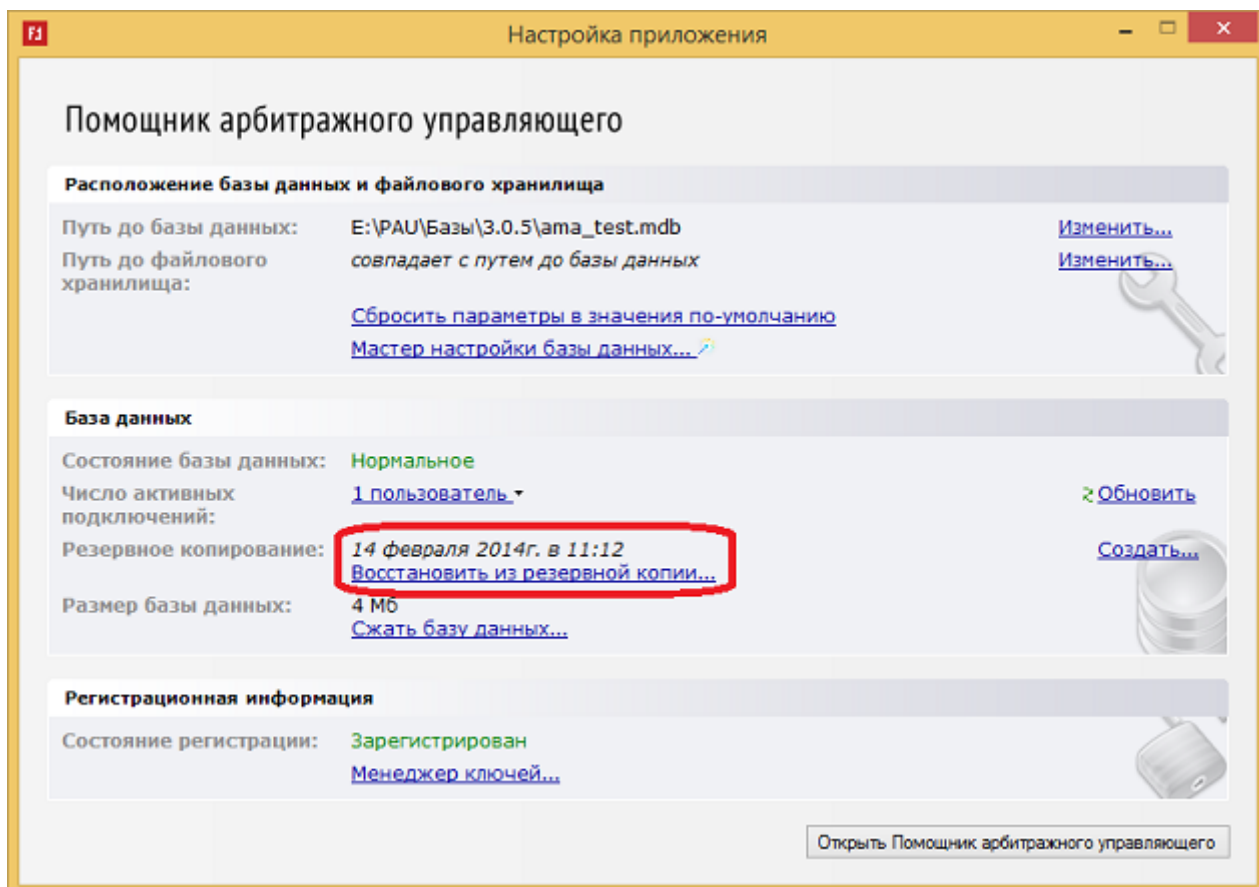 Настройка приложения
Помощник арбитражного управляющего
Расположение базы данных и файлового хранилища
Путь до базы данных: E:\PAU\Базы\3.0.5\ama_test.mdb Изменить...
Путь до файлового хранилища: совпадает с путем до базы данных Изменить...
Сбросить параметры в значения по-умолчанию
Мастер настройки базы данных...
База данных
Состояние базы данных: Нормальное
Число активных подключений: 1 пользователь Обновить
Резервное копирование: 14 февраля 2014г. в 11:12 Создать...
Восстановить из резервной копии...
Размер базы данных: 4 Мб
Сжать базу данных...
Регистрационная информация
Состояние регистрации: Зарегистрирован
Менеджер ключей...
Открыть Помощник арбитражного управляющего